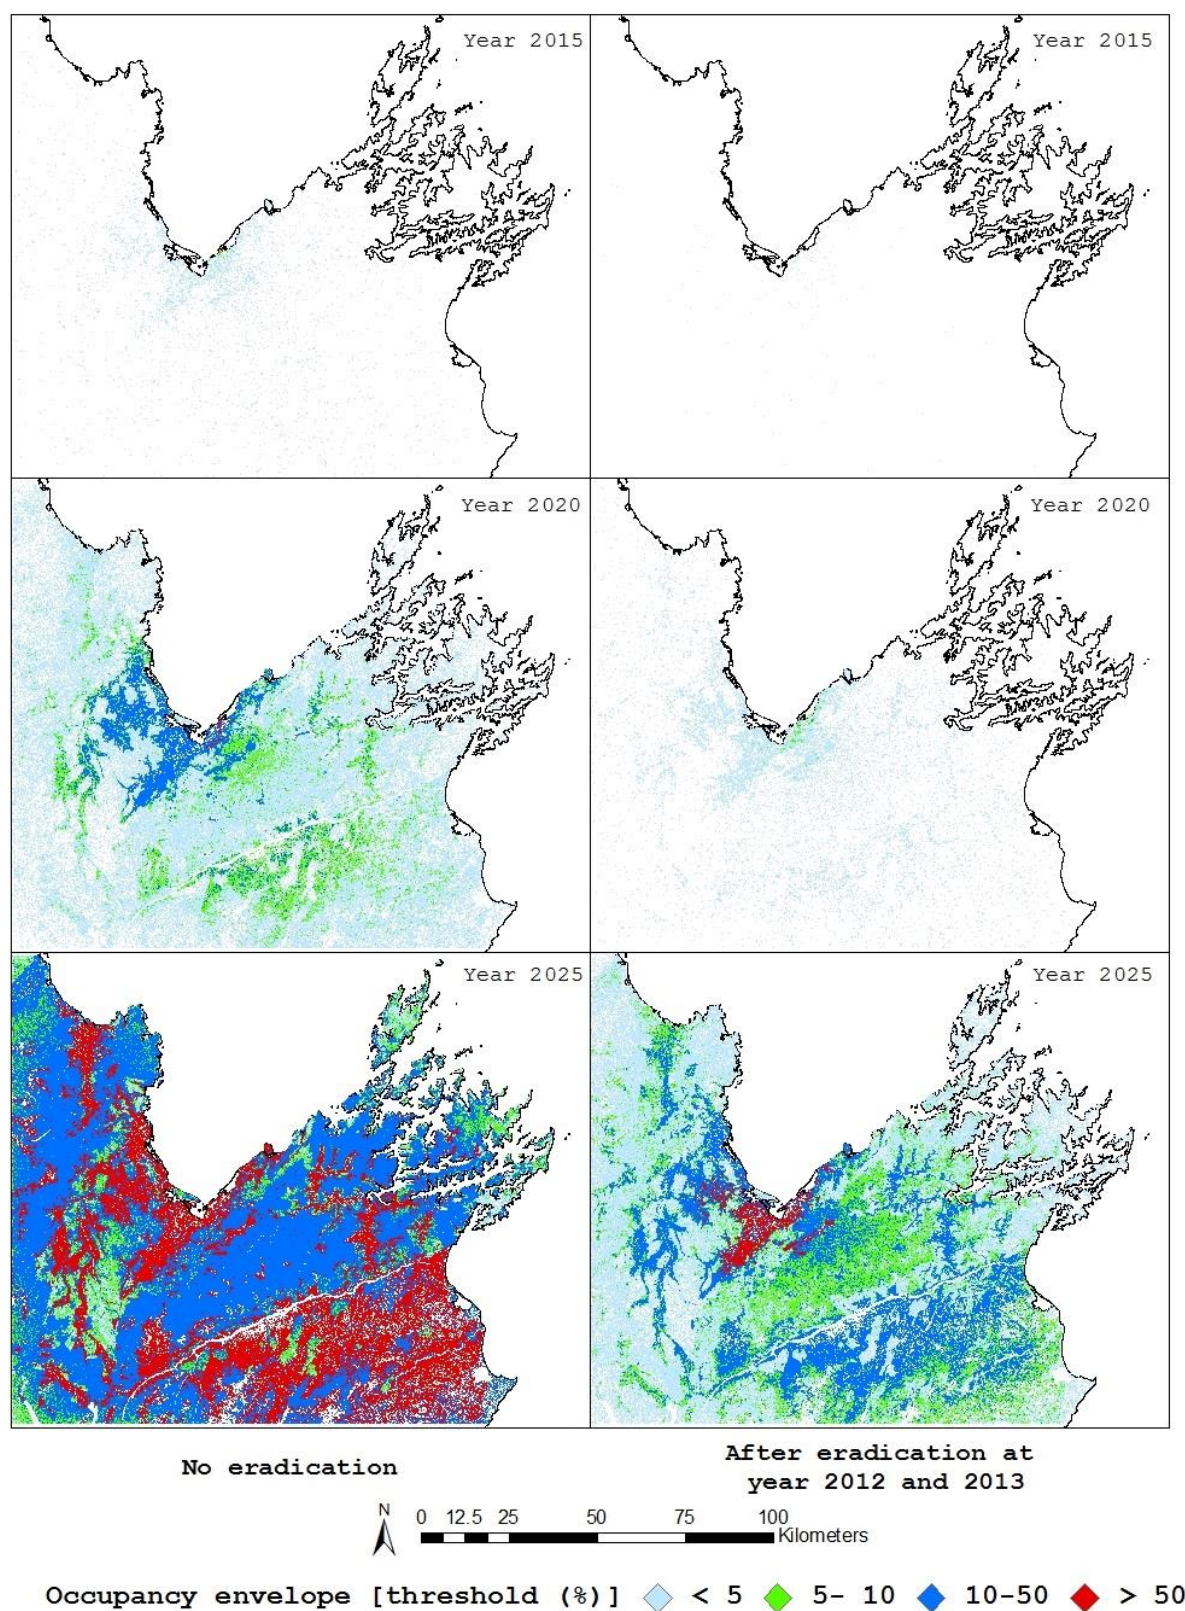 Year 2015
Year 2015
Year 2020
Year 2020
Year 2025
Year 2025
No eradication
After eradication at
year 2012 and 2013
N
0 12.5 25 50 75 100
Kilometers
Occupancy envelope [threshold (%)] < 5 5- 10 10-50 > 50